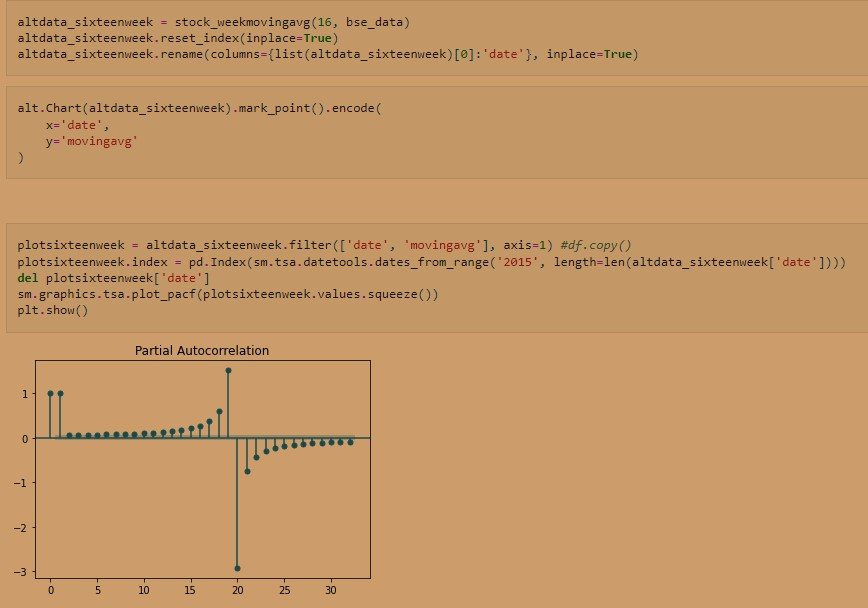 altdata_sixteenweek = stock_weekmovingavg(16, bse_data)
altdata_sixteenweek.reset_index(inplace=True)
altdata_sixteenweek.rename(columns={list(altdata_sixteenweek)[0]:'date'}, inplace=True)
alt.Chart(altdata_sixteenweek).mark_point().encode(
    x='date',
    y='movingavg'
)
plotsixteenweek = altdata_sixteenweek.filter(['date', 'movingavg'], axis=1) #df.copy()
plotsixteenweek.index = pd.Index(sm.tsa.datetools.dates_from_range('2015', length=len(altdata_sixteenweek['date'])))
del plotsixteenweek['date']
sm.graphics.tsa.plot_pacf(plotsixteenweek.values.squeeze())
plt.show()
Partial Autocorrelation
1
0
−1
−2
−3
0 5 10 15 20 25 30